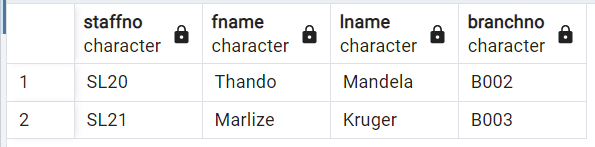 staffno fname lname branchno
character character character character
1 SL20 Thando Mandela B002
2 SL21 Marlize Kruger B003